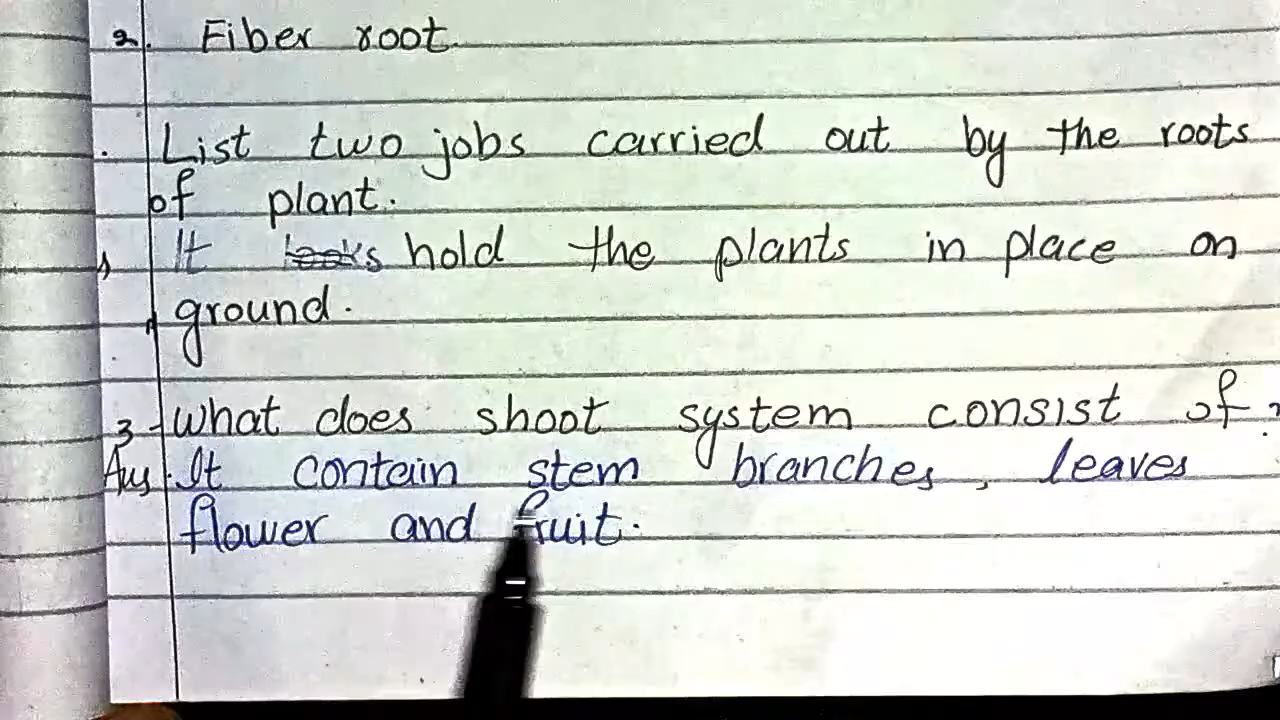 2. Fiber root.
. List two jobs carried out by the roots
of plant.
It hold the plants in place on
ground.
3 - What does shoot system consist of ?
Ans. It contain stem branches, leaves
flower and fruit.